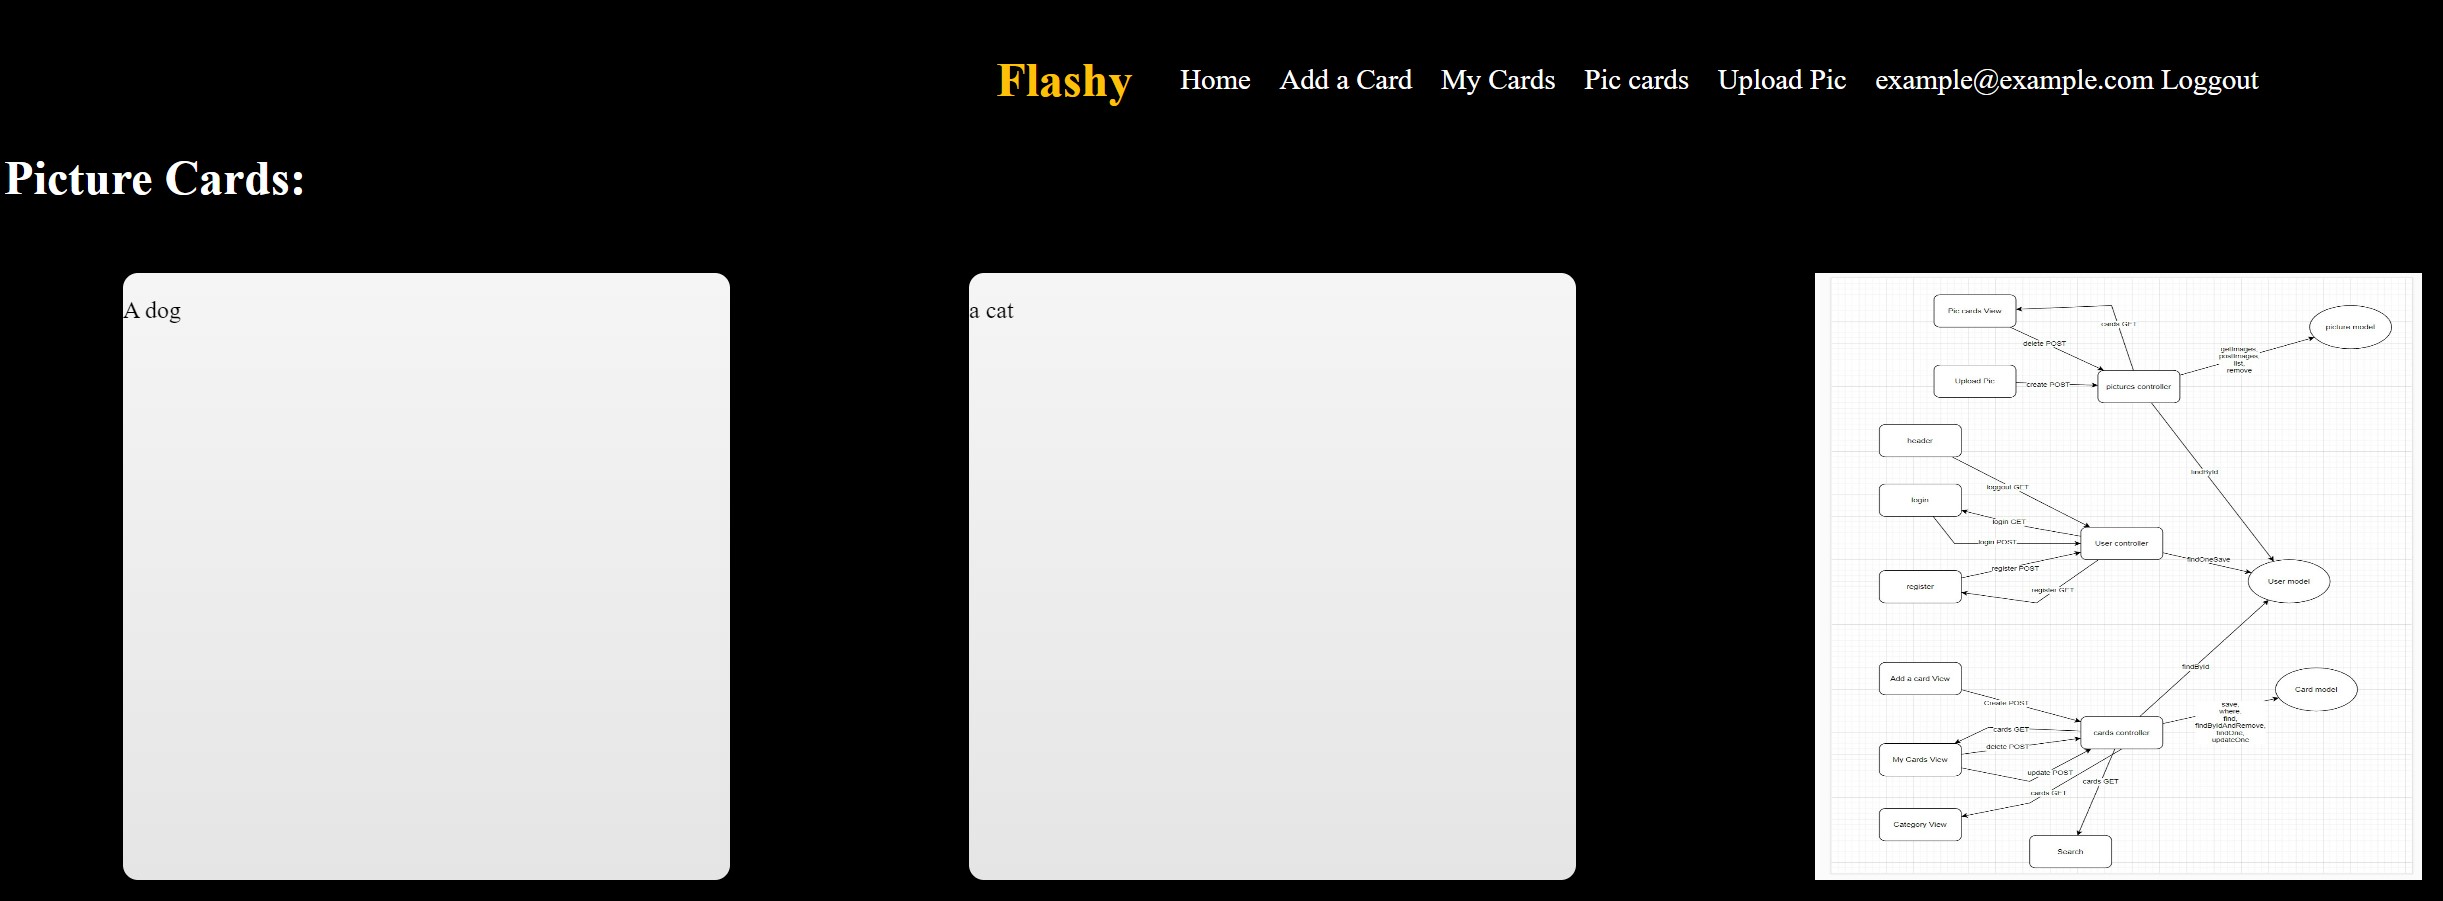 Flashy Home Add a Card My Cards Pic cards Upload Pic example@example.com Loggout
Picture Cards:
A dog
a cat
Pic cards View
cards GET
picture model
delete POST
getImages,
postImages,
list,
remove
Upload Pic
create POST
pictures controller
header
findById
loggout GET
login
login GET
login POST
User controller
findOneSave
register POST
User model
register
register GET
findById
Add a card View
Create POST
Card model
save,
where,
find,
findByIdAndRemove,
findOne,
updateOne
cards GET
cards controller
delete POST
My Cards View
update POST
cards GET
cards GET
Category View
Search